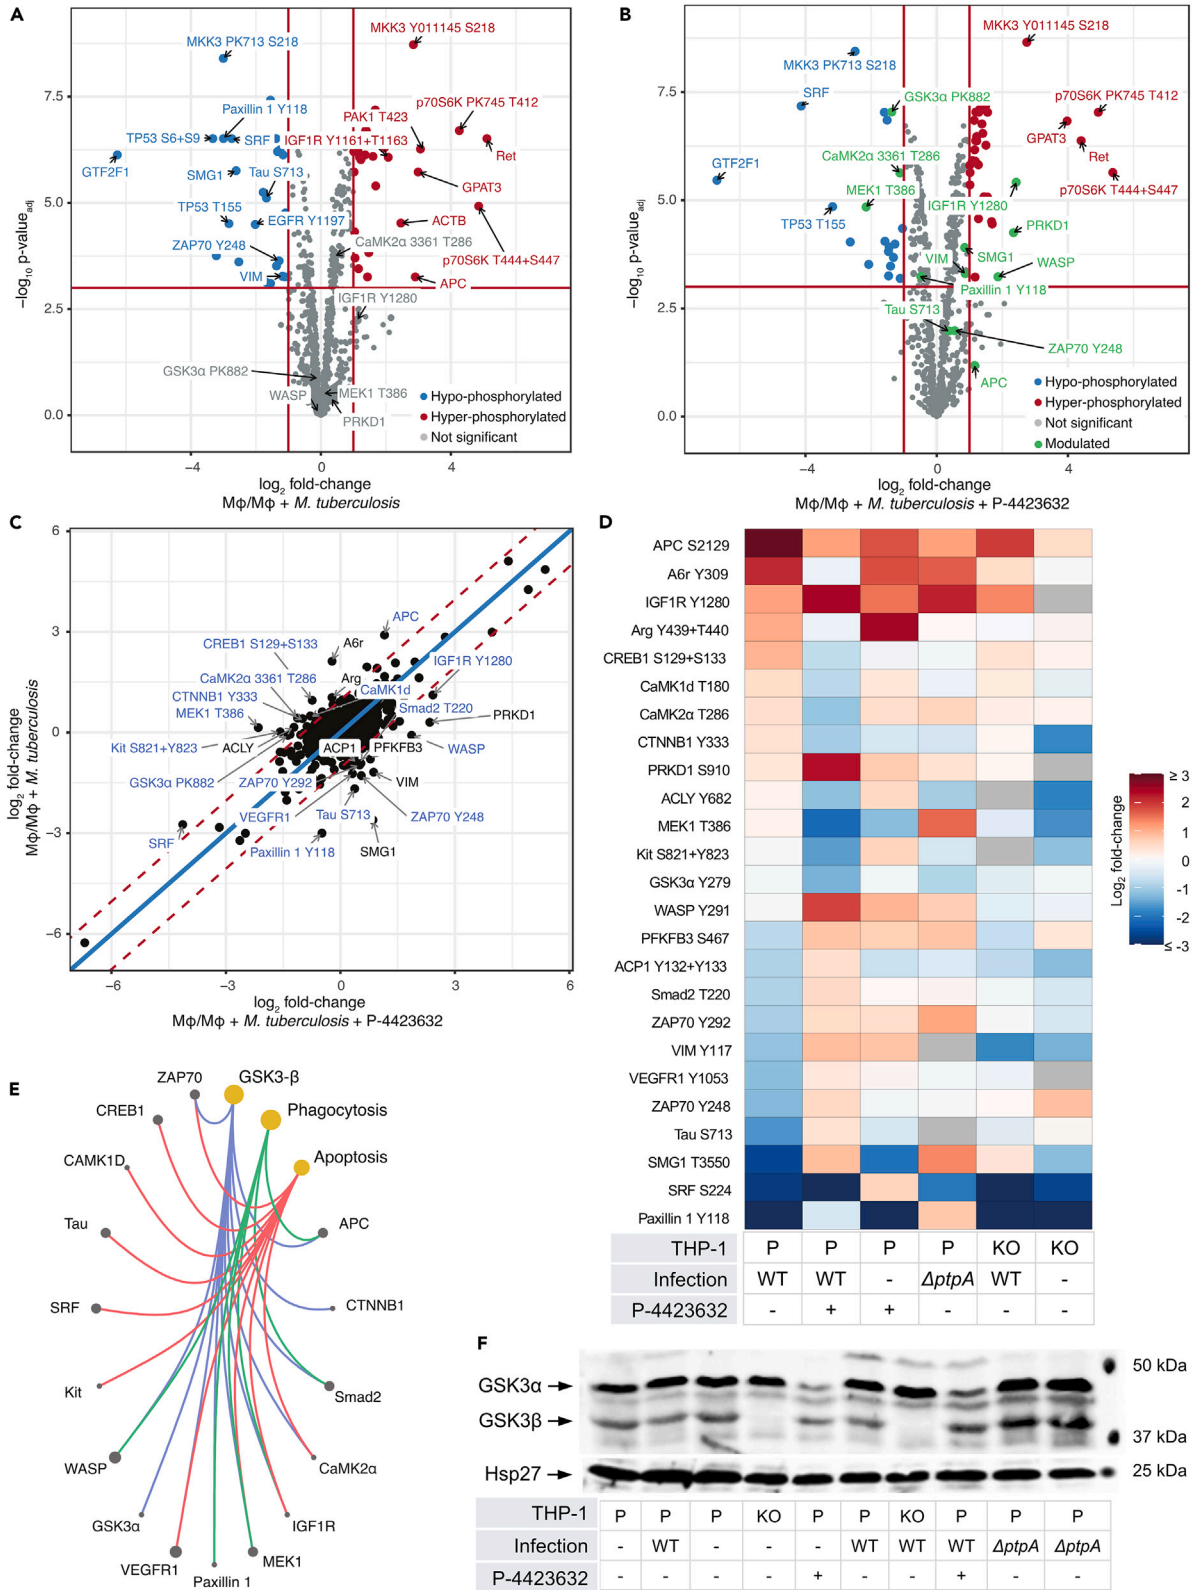 A
MKK3 Y011145 S218
MKK3 PK713 S218
Paxillin 1 Y118
p70S6K PK745 T412
PAK1 T423
TP53 S6+S9
SRF
IGF1R Y1161+T1163
Ret
GTF2F1
SMG1
Tau S713
GPAT3
TP53 T155
EGFR Y1197
ACTB
ZAP70 Y248
CaMK2α 3361 T286
VIM
p70S6K T444+S447
APC
IGF1R Y1280
GSK3α PK882
WASP
MEK1 T386
PRKD1
Hypo-phosphorylated
Hyper-phosphorylated
Not significant
7.5
5.0
2.5
0.0
−log10 p-valueadj
−4
0
4
log2 fold-change
Mϕ/Mϕ + M. tuberculosis
B
MKK3 Y011145 S218
MKK3 PK713 S218
SRF
GSK3α PK882
p70S6K PK745 T412
GPAT3
CaMK2α 3361 T286
Ret
GTF2F1
MEK1 T386
p70S6K T444+S447
IGF1R Y1280
TP53 T155
PRKD1
SMG1
VIM
WASP
Paxillin 1 Y118
Tau S713
ZAP70 Y248
APC
Hypo-phosphorylated
Hyper-phosphorylated
Not significant
Modulated
7.5
5.0
2.5
0.0
−log10 p-valueadj
−4
0
4
log2 fold-change
Mϕ/Mϕ + M. tuberculosis + P-4423632
C
6
3
0
−3
−6
log2 fold-change
Mϕ/Mϕ + M. tuberculosis
APC
CREB1 S129+S133
A6r
IGF1R Y1280
CaMK2α 3361 T286
Arg
CaMK1d
CTNNB1 Y333
Smad2 T220
MEK1 T386
PRKD1
Kit S821+Y823
ACLY
ACP1
PFKFB3
WASP
GSK3α PK882
ZAP70 Y292
VIM
VEGFR1
Tau S713
ZAP70 Y248
SRF
Paxillin 1 Y118
SMG1
−6
−3
0
3
6
log2 fold-change
Mϕ/Mϕ + M. tuberculosis + P-4423632
D
APC S2129
A6r Y309
IGF1R Y1280
Arg Y439+T440
CREB1 S129+S133
CaMK1d T180
CaMK2α T286
CTNNB1 Y333
PRKD1 S910
ACLY Y682
MEK1 T386
Kit S821+Y823
GSK3α Y279
WASP Y291
PFKFB3 S467
ACP1 Y132+Y133
Smad2 T220
ZAP70 Y292
VIM Y117
VEGFR1 Y1053
ZAP70 Y248
Tau S713
SMG1 T3550
SRF S224
Paxillin 1 Y118
THP-1 P P P P KO KO
Infection WT WT - ΔptpA WT -
P-4423632 - + + - - -
Log2 fold-change
≥ 3
2
1
0
-1
-2
≤ -3
E
ZAP70
GSK3-β
Phagocytosis
Apoptosis
CREB1
CAMK1D
Tau
APC
SRF
CTNNB1
Kit
Smad2
WASP
CaMK2α
GSK3α
IGF1R
VEGFR1
MEK1
Paxillin 1
F
GSK3α
GSK3β
Hsp27
50 kDa
37 kDa
25 kDa
THP-1 P P P KO P P KO P P P
Infection - WT - - - WT WT WT ΔptpA ΔptpA
P-4423632 - - - - + - - + - -